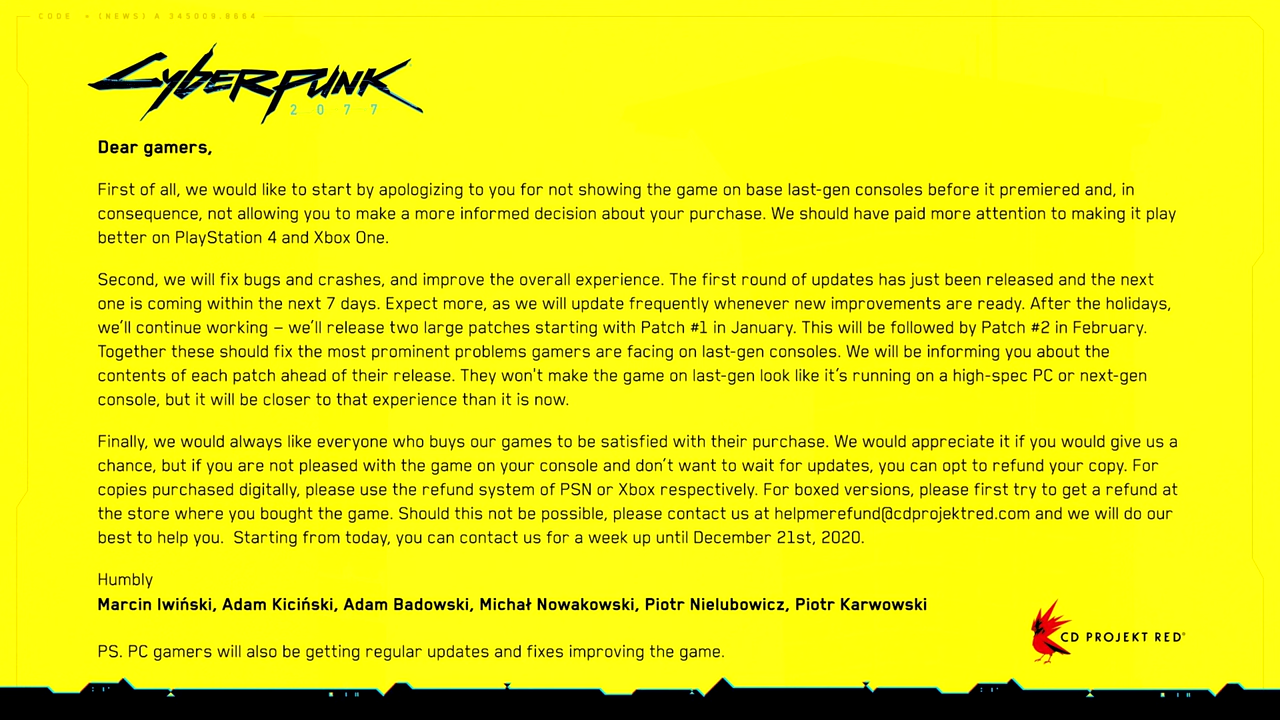 CODE » [NEWS] A 345009.8664
CYBERPUNK
2077
Dear gamers,
First of all, we would like to start by apologizing to you for not showing the game on base last-gen consoles before it premiered and, in
consequence, not allowing you to make a more informed decision about your purchase. We should have paid more attention to making it play
better on PlayStation 4 and Xbox One.
Second, we will fix bugs and crashes, and improve the overall experience. The first round of updates has just been released and the next
one is coming within the next 7 days. Expect more, as we will update frequently whenever new improvements are ready. After the holidays,
we'll continue working – we'll release two large patches starting with Patch #1 in January. This will be followed by Patch #2 in February.
Together these should fix the most prominent problems gamers are facing on last-gen consoles. We will be informing you about the
contents of each patch ahead of their release. They won't make the game on last-gen look like it's running on a high-spec PC or next-gen
console, but it will be closer to that experience than it is now.
Finally, we would always like everyone who buys our games to be satisfied with their purchase. We would appreciate it if you would give us a
chance, but if you are not pleased with the game on your console and don't want to wait for updates, you can opt to refund your copy. For
copies purchased digitally, please use the refund system of PSN or Xbox respectively. For boxed versions, please first try to get a refund at
the store where you bought the game. Should this not be possible, please contact us at helpmerefund@cdprojektred.com and we will do our
best to help you.  Starting from today, you can contact us for a week up until December 21st, 2020.
Humbly
Marcin Iwiński, Adam Kiciński, Adam Badowski, Michał Nowakowski, Piotr Nielubowicz, Piotr Karwowski
CD PROJEKT RED®
PS. PC gamers will also be getting regular updates and fixes improving the game.